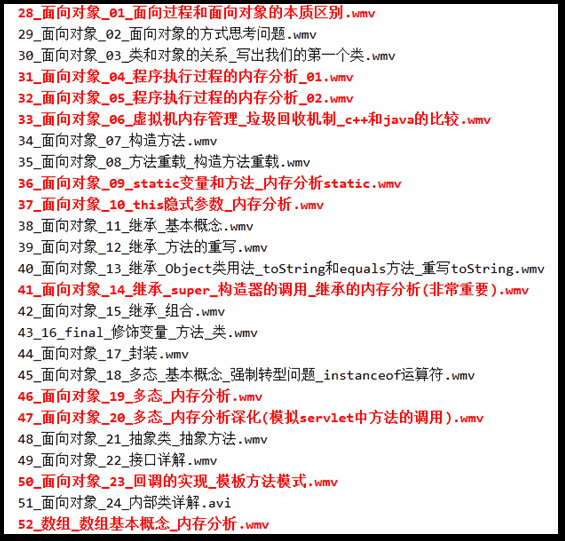 28_面向对象_01_面向过程和面向对象的本质区别.wmv
29_面向对象_02_面向对象的方式思考问题.wmv
30_面向对象_03_类和对象的关系_写出我们的第一个类.wmv
31_面向对象_04_程序执行过程的内存分析_01.wmv
32_面向对象_05_程序执行过程的内存分析_02.wmv
33_面向对象_06_虚拟机内存管理_垃圾回收机制_c++和java的比较.wmv
34_面向对象_07_构造方法.wmv
35_面向对象_08_方法重载_构造方法重载.wmv
36_面向对象_09_static变量和方法_内存分析static.wmv
37_面向对象_10_this隐式参数_内存分析.wmv
38_面向对象_11_继承_基本概念.wmv
39_面向对象_12_继承_方法的重写.wmv
40_面向对象_13_继承_Object类用法_toString和equals方法_重写toString.wmv
41_面向对象_14_继承_super_构造器的调用_继承的内存分析(非常重要).wmv
42_面向对象_15_继承_组合.wmv
43_16_final_修饰变量_方法_类.wmv
44_面向对象_17_封装.wmv
45_面向对象_18_多态_基本概念_强制转型问题_instanceof运算符.wmv
46_面向对象_19_多态_内存分析.wmv
47_面向对象_20_多态_内存分析深化(模拟servlet中方法的调用).wmv
48_面向对象_21_抽象类_抽象方法.wmv
49_面向对象_22_接口详解.wmv
50_面向对象_23_回调的实现_模板方法模式.wmv
51_面向对象_24_内部类详解.avi
52_数组_数组基本概念_内存分析.wmv